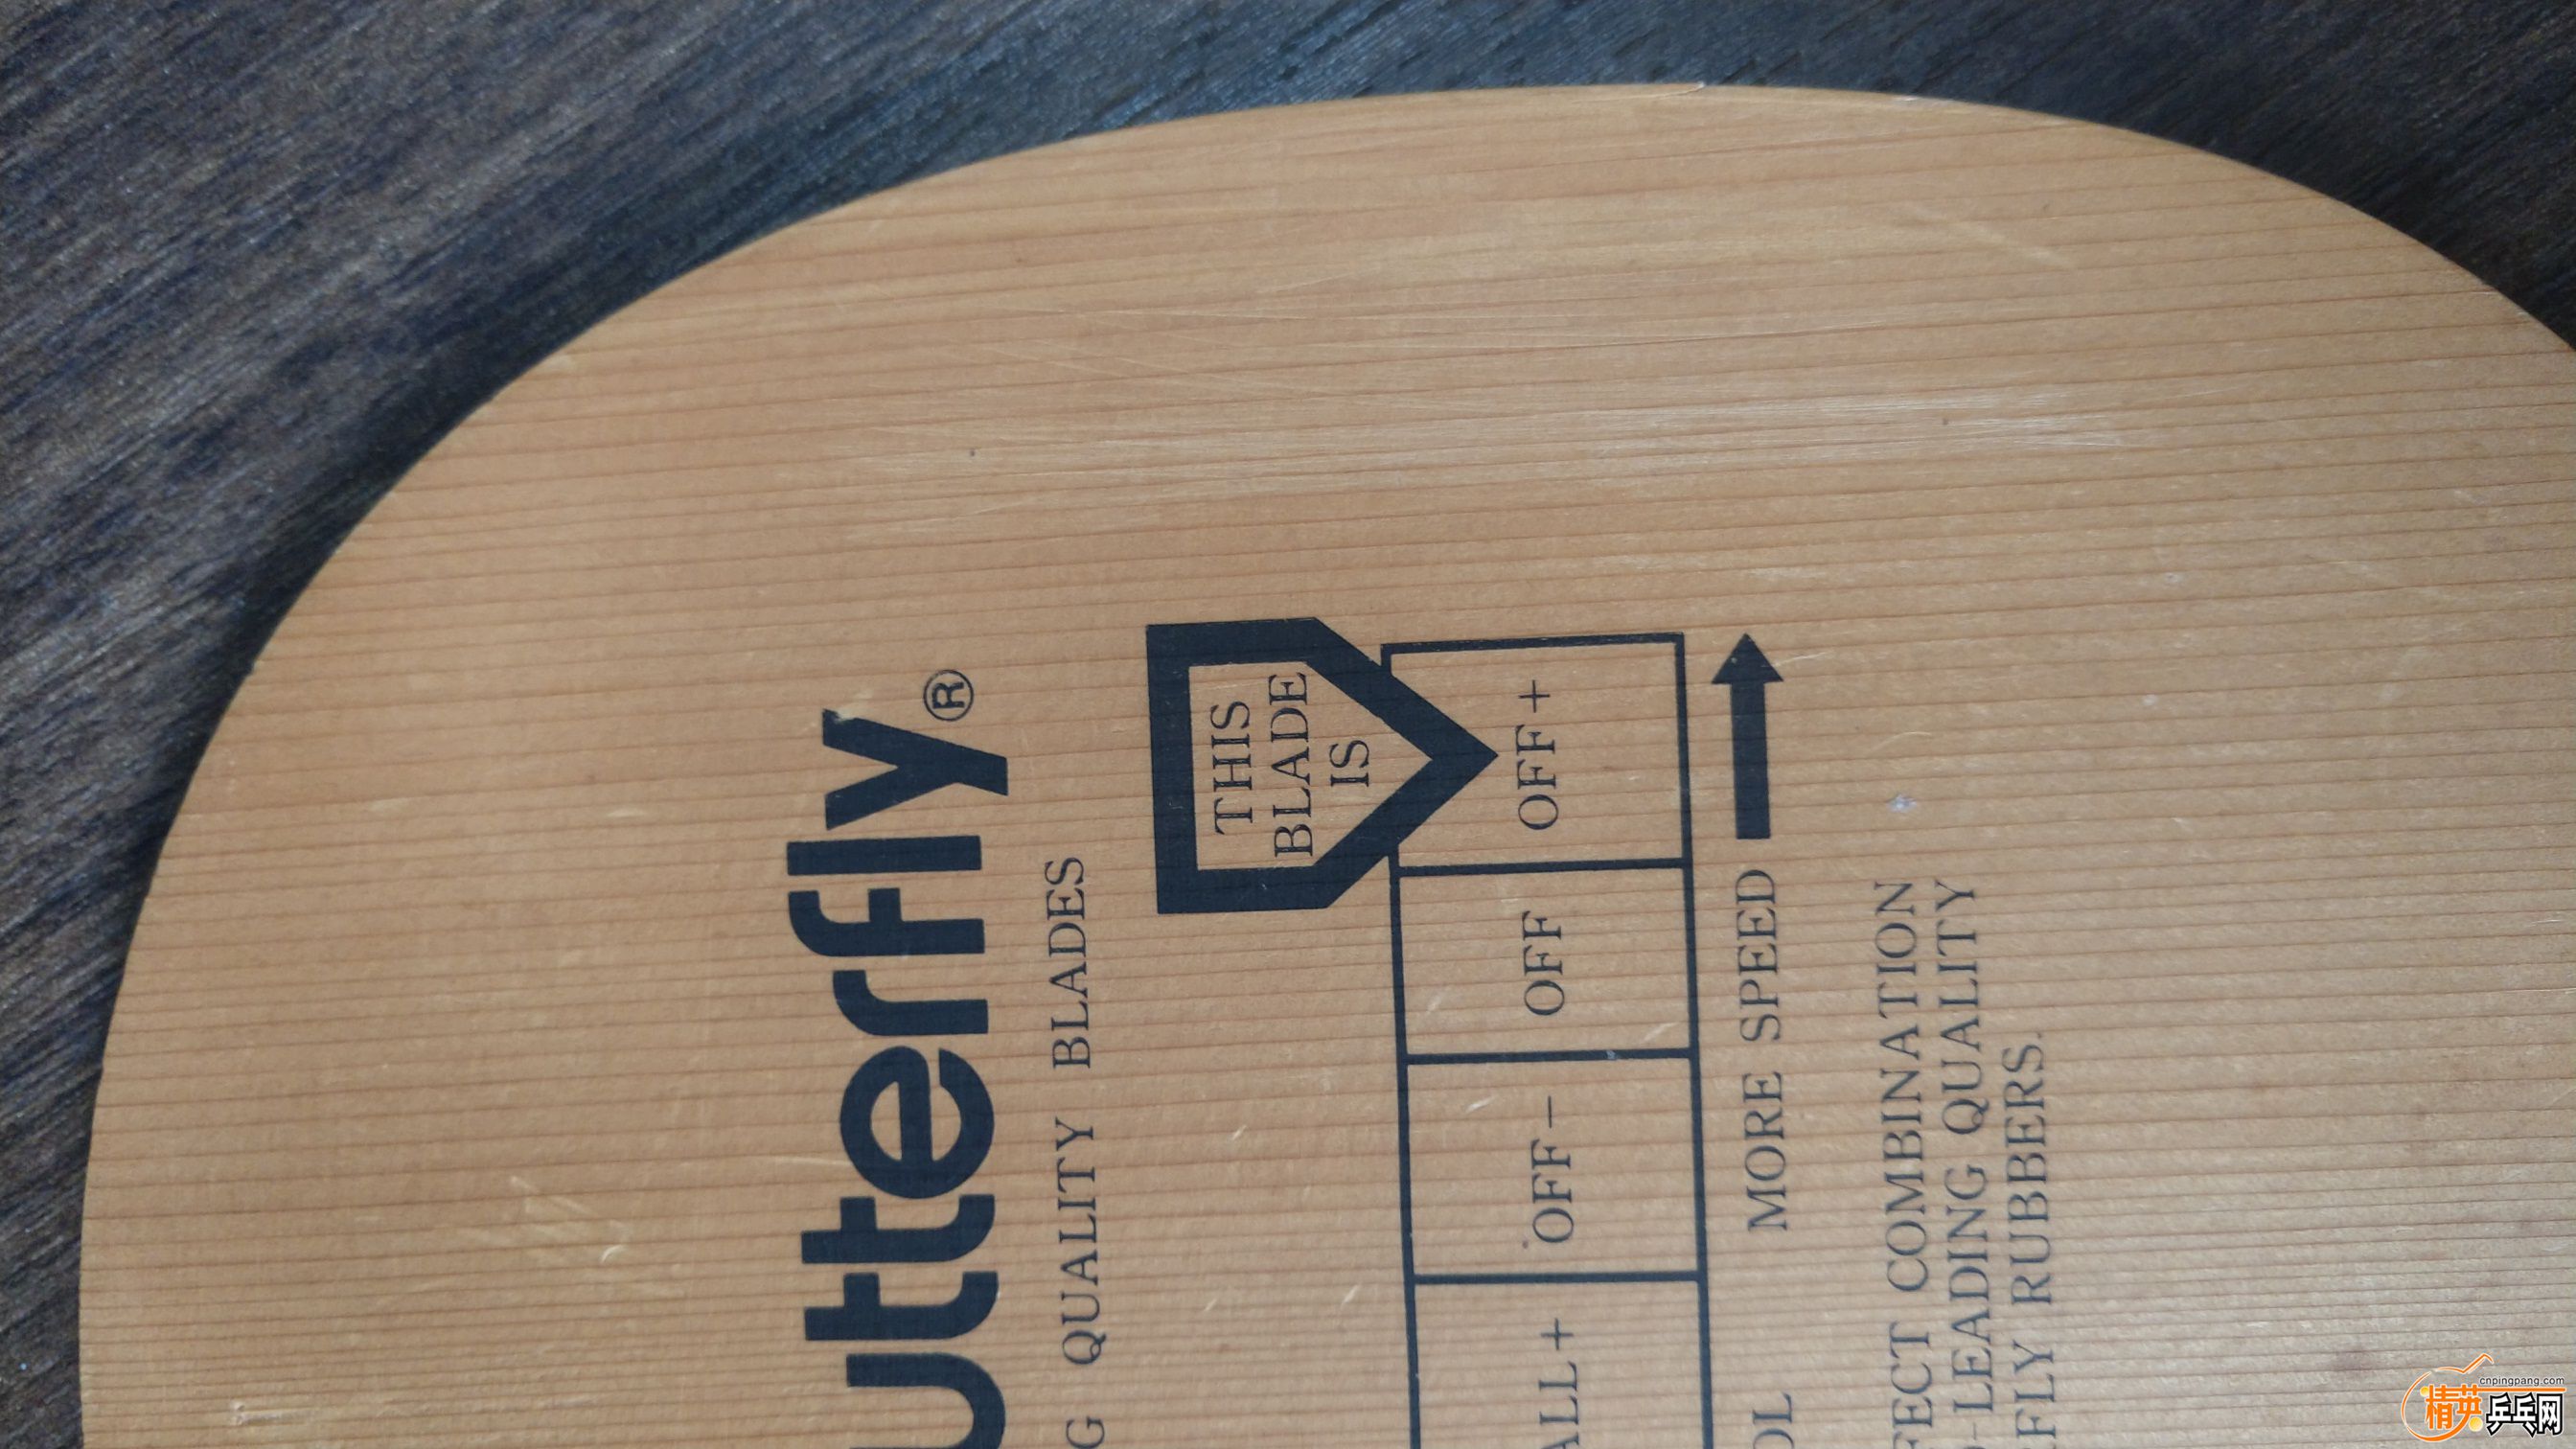 utterfly®
G QUALITY BLADES
THIS
BLADE
IS
ALL+ OFF− OFF OFF+
OL MORE SPEED
FECT COMBINATION
-LEADING QUALITY
FLY RUBBERS.
cnpingpang.com
精英乒乓网